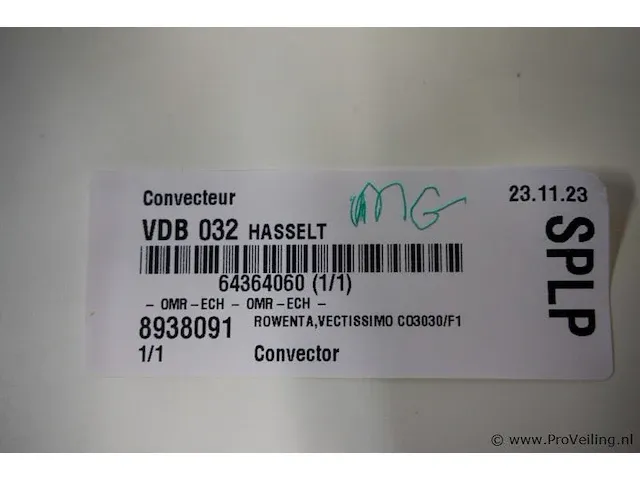 Convecteur
MG
23.11.23
VDB 032 HASSELT
SPLP
64364060 (1/1)
- OMR-ECH - OMR-ECH -
8938091 ROWENTA,VECTISSIMO CO3030/F1
1/1 Convector
© www.ProVeiling.nl